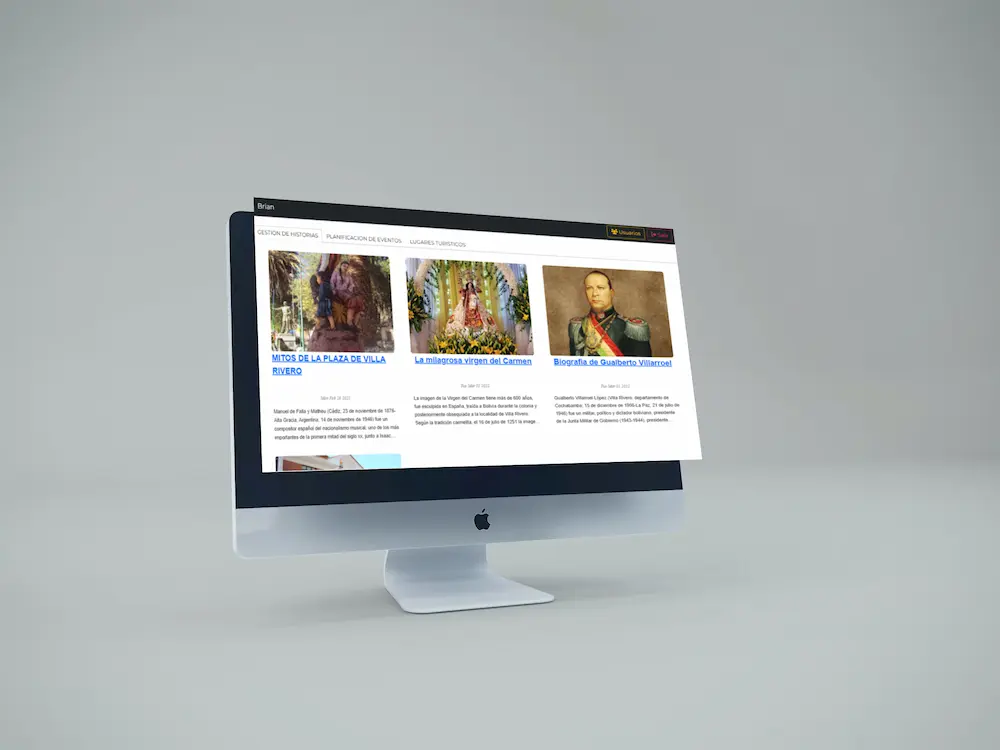 Brian
Usuarios
Salir
GESTION DE HISTORIAS
PLANIFICACION DE EVENTOS
LUGARES TURÍSTICOS
MITOS DE LA PLAZA DE VILLA
RIVERO
Manuel de Falla y Matheu (Cádiz, 23 de noviembre de 1876-
Alta Gracia, Argentina, 14 de noviembre de 1946) fue un
compositor español del nacionalismo musical, uno de los más
importantes de la primera mitad del siglo xx, junto a Isaac...
La milagrosa virgen del Carmen
La imagen de la Virgen del Carmen tiene más de 600 años,
fue esculpida en España, traída a Bolivia durante la colonia y
posteriormente obsequiada a la localidad de Villa Rivero.
Según la tradición carmelita, el 16 de julio de 1251 la image...
Biografia de Gualberto Villarroel
Gualberto Villarroel López (Villa Rivero, departamento de
Cochabamba, 15 de diciembre de 1908-La Paz, 21 de julio de
1946) fue un militar, político y dictador boliviano, presidente
de la Junta Militar de Gobierno (1943-1944), presidente...